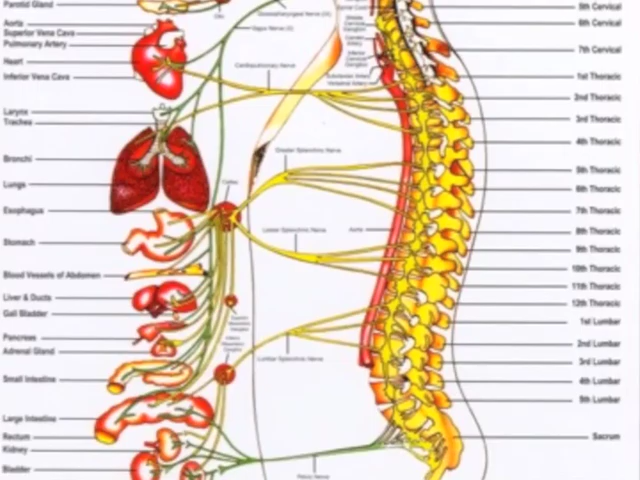 Parotid Gland
Aorta
Superior Vena Cava
Pulmonary Artery
Heart
Inferior Vena Cava
Larynx
Trachea
Bronchi
Lungs
Esophagus
Stomach
Blood Vessels of Abdomen
Liver & Ducts
Gall Bladder
Pancreas
Adrenal Gland
Small Intestine
Large Intestine
Rectum
Kidney
Bladder
Vagus Nerve (X)
Cardiopulmonary Nerve
Greater Splanchnic Nerve
Lesser Splanchnic Nerve
Aorta
Lumbar Splanchnic Nerve
Pelvic Nerve
5th Cervical
6th Cervical
7th Cervical
1st Thoracic
2nd Thoracic
3rd Thoracic
4th Thoracic
5th Thoracic
6th Thoracic
7th Thoracic
8th Thoracic
9th Thoracic
10th Thoracic
11th Thoracic
12th Thoracic
1st Lumbar
2nd Lumbar
3rd Lumbar
4th Lumbar
5th Lumbar
Sacrum